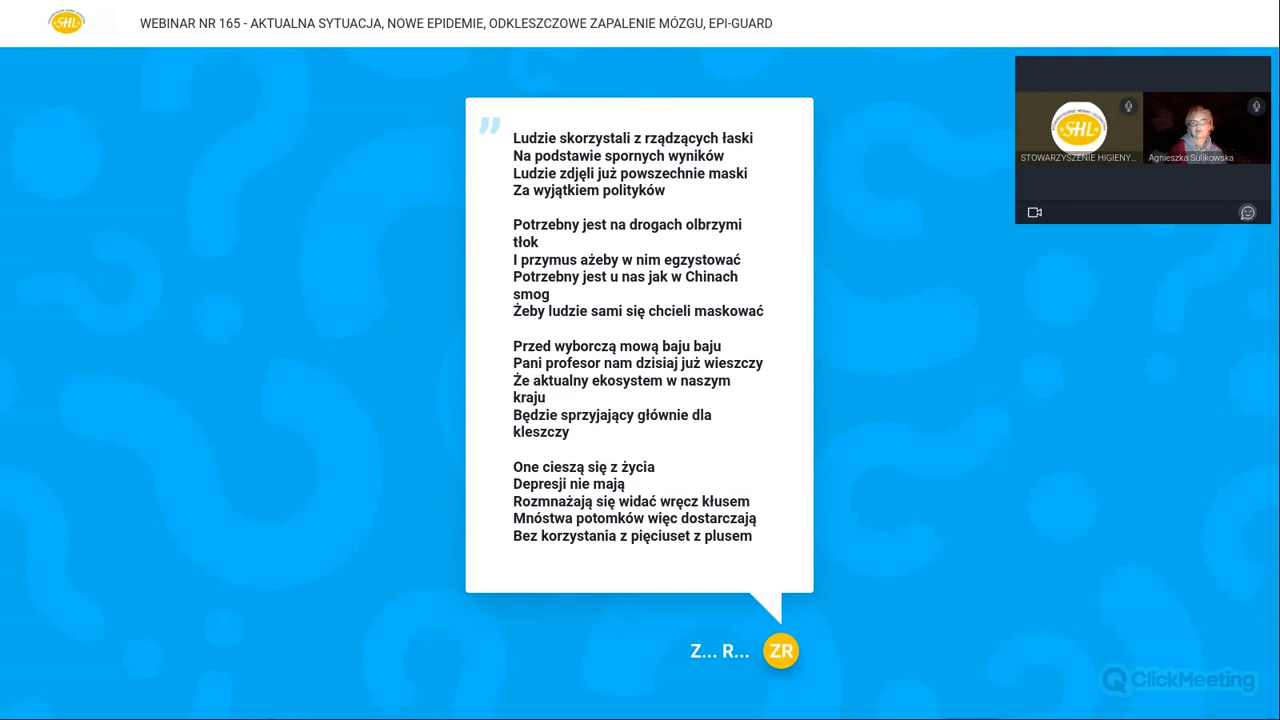 SHL
WEBINAR NR 165 - AKTUALNA SYTUACJA, NOWE EPIDEMIE, ODKLESZCZOWE ZAPALENIE MÓZGU, EPI-GUARD
SHL
STOWARZYSZENIE HIGIENY...
Agnieszka Sulikowska
Ludzie skorzystali z rządzących łaski
Na podstawie spornych wyników
Ludzie zdjęli już powszechnie maski
Za wyjątkiem polityków
Potrzebny jest na drogach olbrzymi
tłok
I przymus ażeby w nim egzystować
Potrzebny jest u nas jak w Chinach
smog
Żeby ludzie sami się chcieli maskować
Przed wyborczą mową baju baju
Pani profesor nam dzisiaj już wieszczy
Że aktualny ekosystem w naszym
kraju
Będzie sprzyjający głównie dla
kleszczy
One cieszą się z życia
Depresji nie mają
Rozmnażają się widać wręcz kłusem
Mnóstwa potomków więc dostarczają
Bez korzystania z pięciuset z plusem
Z... R... ZR
ClickMeeting